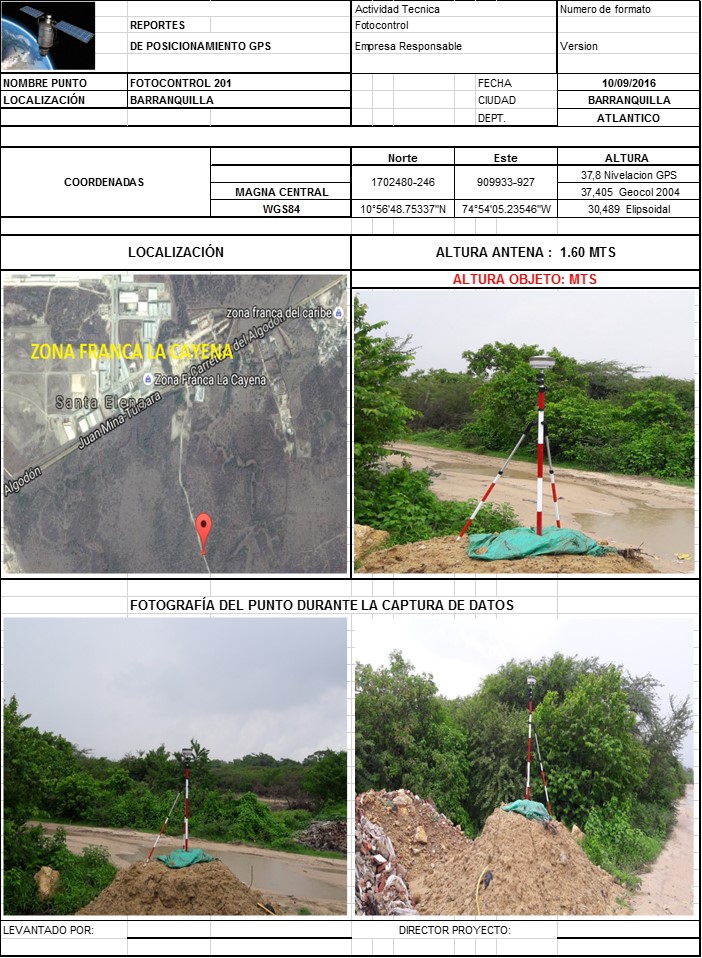 Actividad Tecnica
Numero de formato
REPORTES
Fotocontrol
DE POSICIONAMIENTO GPS
Empresa Responsable
Version
NOMBRE PUNTO FOTOCONTROL 201 FECHA 10/09/2016
LOCALIZACIÓN BARRANQUILLA CIUDAD BARRANQUILLA
DEPT. ATLANTICO
COORDENADAS
Norte Este ALTURA
1702480-246 909933-927 37,8 Nivelacion GPS
MAGNA CENTRAL 37,405 Geocol 2004
WGS84 10°56'48.75337"N 74°54'05.23546"W 30,489 Elipsoidal
LOCALIZACIÓN
ALTURA ANTENA : 1.60 MTS
ALTURA OBJETO: MTS
zona franca del caribe
ZONA FRANCA LA CAYENA
Carretera del Algodón
Zona Franca La Cayena
Santa Elena
Juan Mina-Tubara
Algodón
FOTOGRAFÍA DEL PUNTO DURANTE LA CAPTURA DE DATOS
LEVANTADO POR:
DIRECTOR PROYECTO: